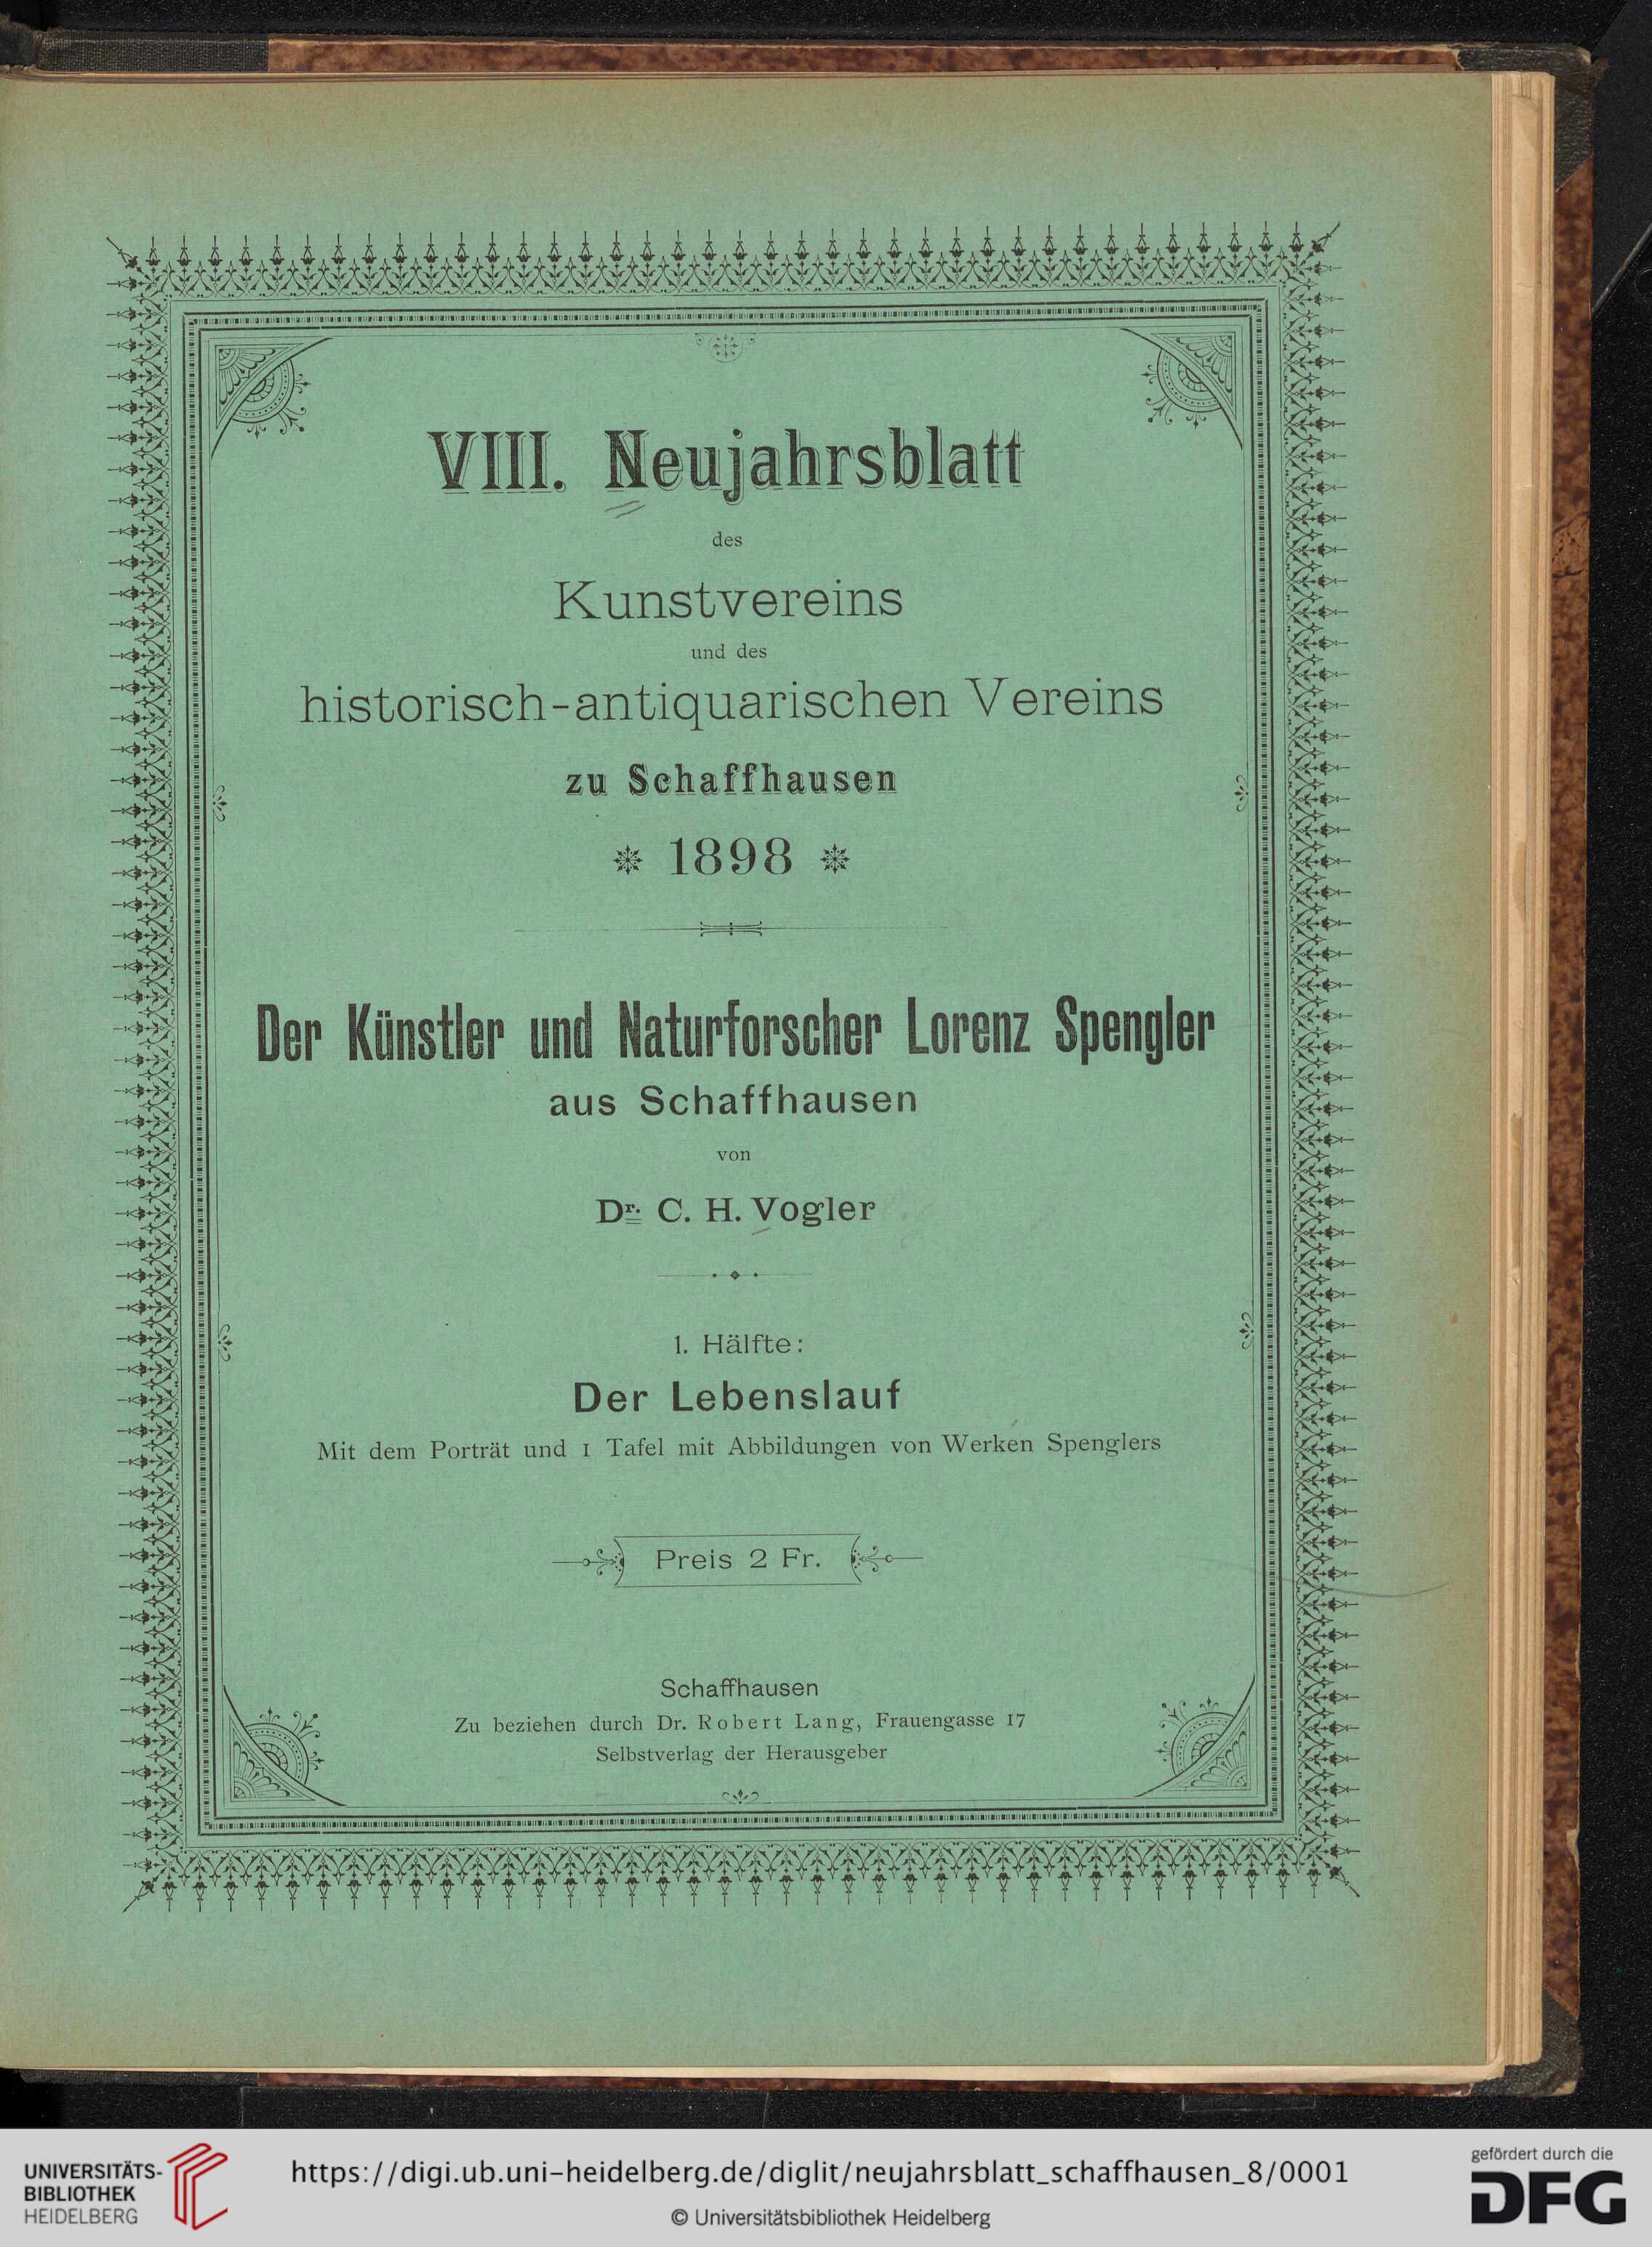 VIII. Neujahrsblatt
des
Kunstvereins
und des
historisch-antiquarischen Vereins
zu Schaffhausen
1898
Der Künstler und Naturforscher Lorenz Spengler
aus Schaffhausen
von
Dr. C. H. Vogler
1. Hälfte:
Der Lebenslauf
Mit dem Porträt und 1 Tafel mit Abbildungen von Werken Spenglers
Preis 2 Fr.
Schaffhausen
Zu beziehen durch Dr. Robert Lang, Frauengasse 17
Selbstverlag der Herausgeber
UNIVERSITÄTS-
BIBLIOTHEK
HEIDELBERG
https://digi.ub.uni-heidelberg.de/diglit/neujahrsblatt_schaffhausen_8/0001
© Universitätsbibliothek Heidelberg
gefördert durch die
DFG